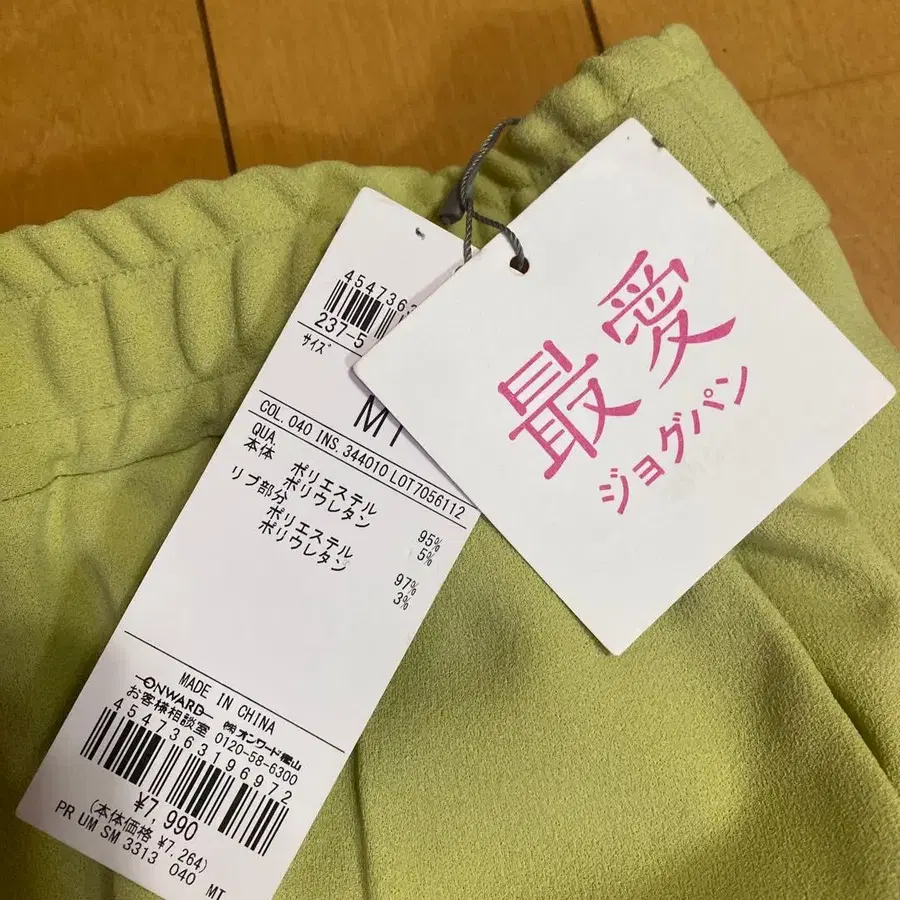 4547363
237-5
サイズ
MT
COL. 040 INS. 344010 LOT7056112
QUA.
本体 ポリエステル 95%
ポリウレタン 5%
リブ部分
ポリエステル 97%
ポリウレタン 3%
MADE IN CHINA
ONWARD ㈱オンワード樫山
お客様相談室 0120-58-6300
4547363196972
¥7,990
(本体価格 ¥7,264)
PR UM SM 3313 040 MT
最愛
ジョグパン